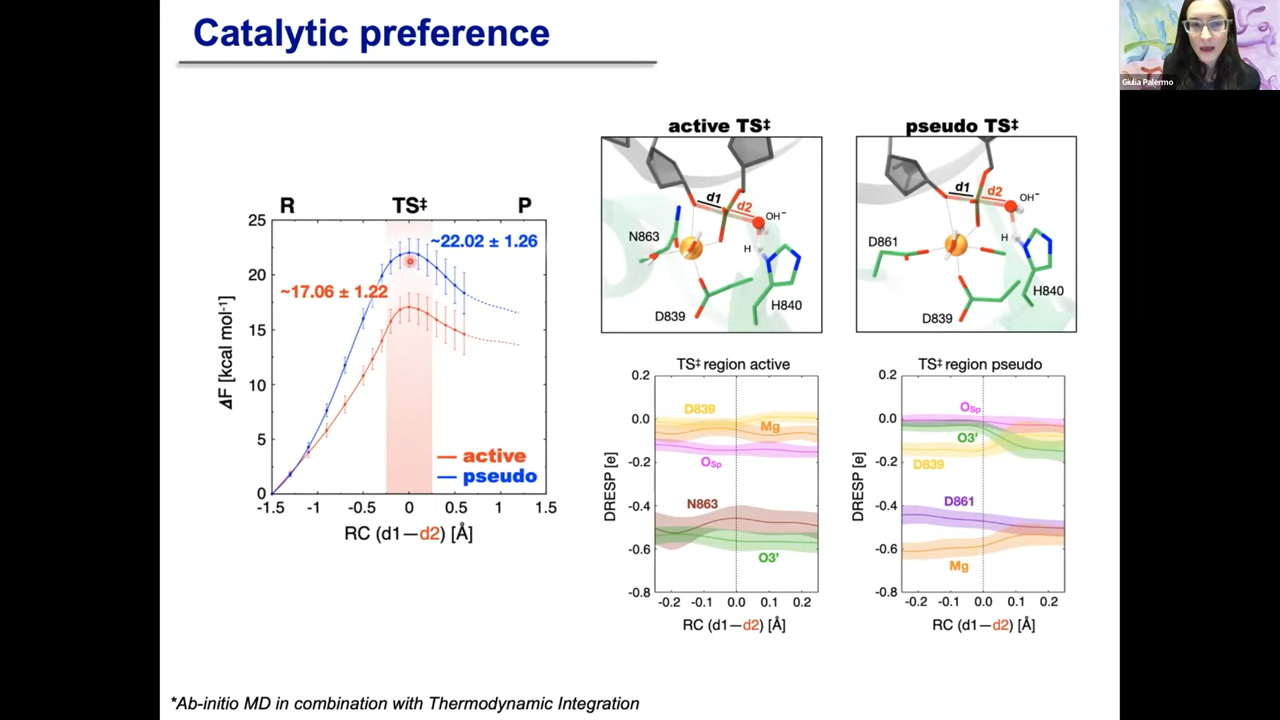 Catalytic preference
Giulia Palermo
R TS‡ P
25
20
15
10
5
0
ΔF [kcal mol⁻¹]
~22.02 ± 1.26
~17.06 ± 1.22
active
pseudo
-1.5 -1 -0.5 0 0.5 1 1.5
RC (d1—d2) [Å]
active TS‡
d1
d2
OH⁻
N863
H
D839
H840
pseudo TS‡
d1
d2
OH⁻
D861
H
D839
H840
TS‡ region active
0.2
0.0
-0.2
-0.4
-0.6
-0.8
DRESP [e]
D839
Mg
OSp
N863
O3'
-0.2 -0.1 0.0 0.1 0.2
RC (d1—d2) [Å]
TS‡ region pseudo
0.2
0.0
-0.2
-0.4
-0.6
-0.8
DRESP [e]
OSp
O3'
D839
D861
Mg
-0.2 -0.1 0.0 0.1 0.2
RC (d1—d2) [Å]
*Ab-initio MD in combination with Thermodynamic Integration